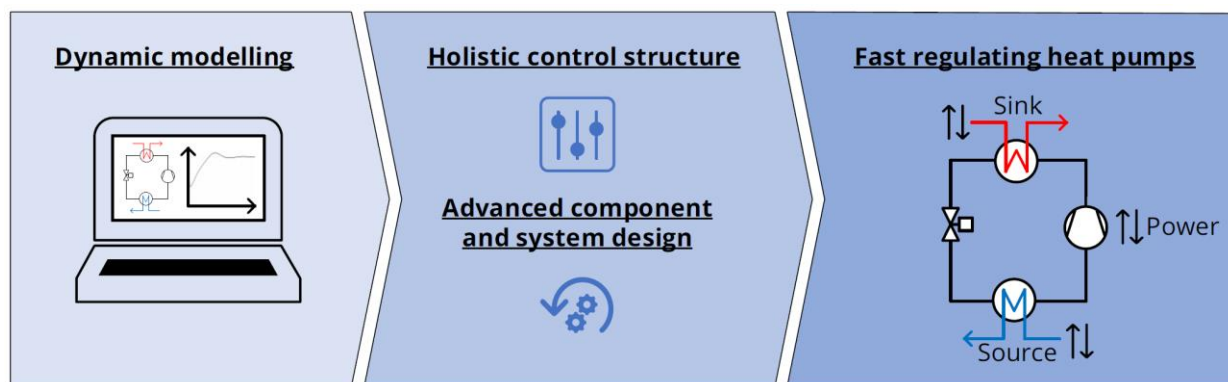 Dynamic modelling
Holistic control structure
Advanced component
and system design
Fast regulating heat pumps
Sink
Power
Source